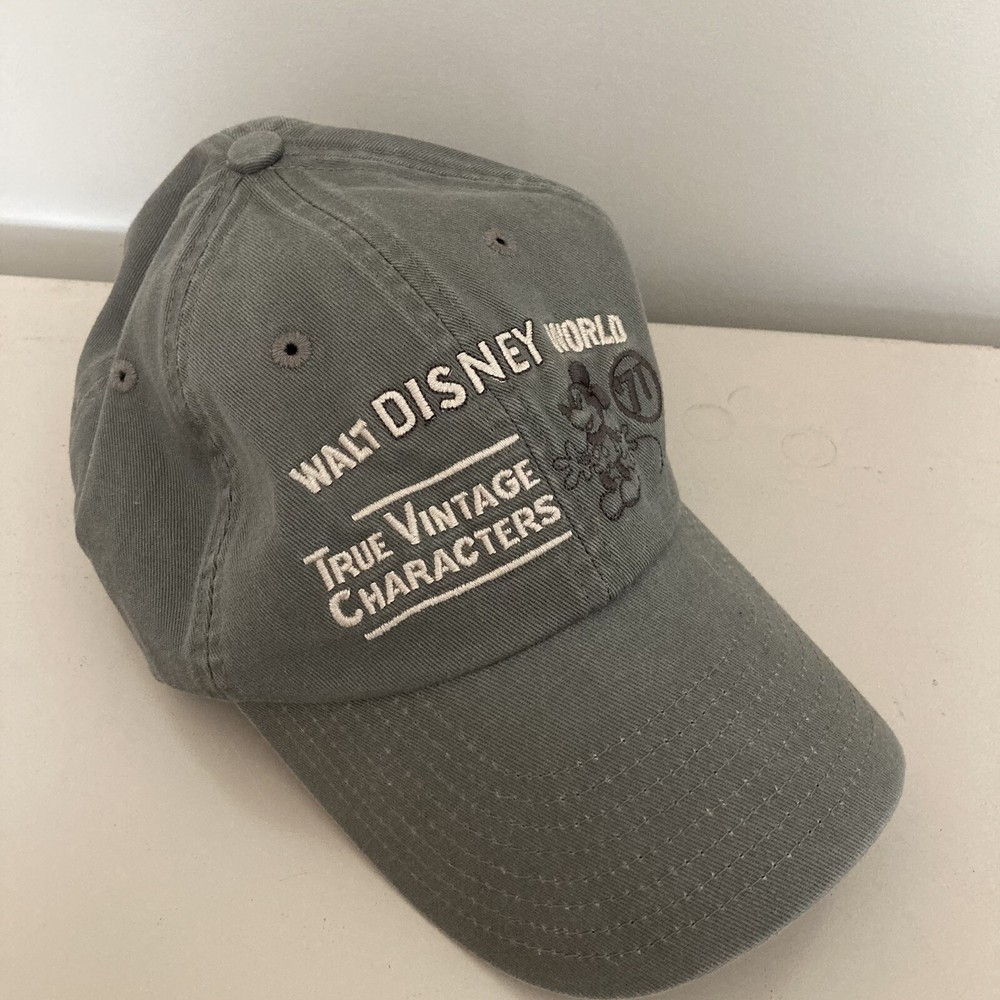 WALT DISNEY WORLD
71
TRUE VINTAGE
CHARACTERS